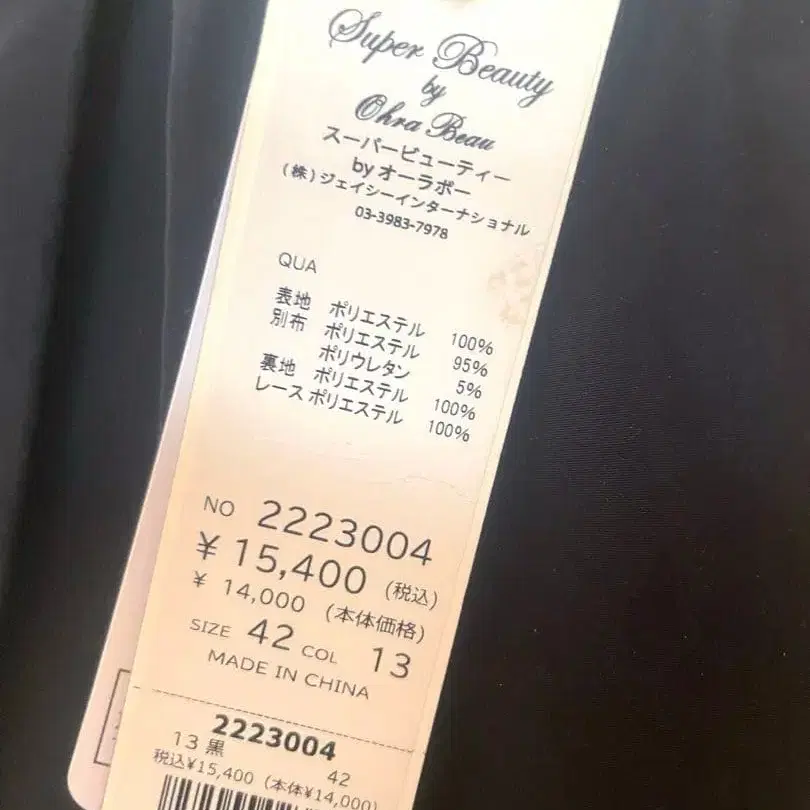 Super Beauty
by
Ohra Beau
スーパービューティー
byオーラボー
(株)ジェイシーインターナショナル
03-3983-7978
QUA
表地 ポリエステル 100%
別布 ポリエステル 95%
ポリウレタン 5%
裏地 ポリエステル 100%
レース ポリエステル 100%
NO 2223004
¥ 15,400 (税込)
¥ 14,000 (本体価格)
SIZE 42 COL 13
MADE IN CHINA
2223004
13 黒 42
税込¥15,400 (本体¥14,000)